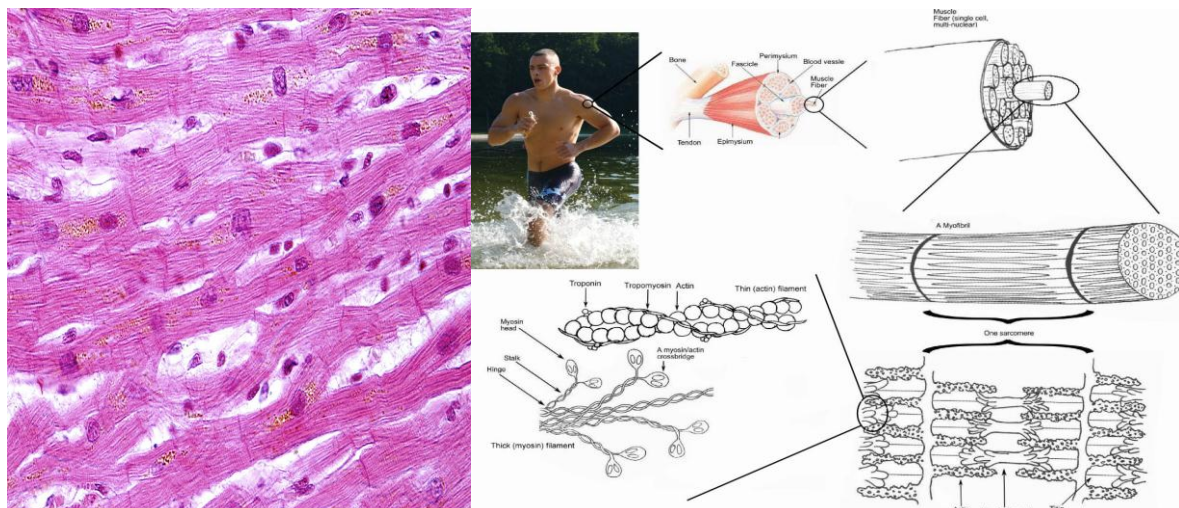 Muscle
Fiber (single cell,
multi-nuclear)
Perimysium
Bone
Fascicle
Blood vessle
Muscle
Fiber
Tendon
Epimysium
A Myofibril
One sarcomere
Troponin
Tropomyosin
Actin
Thin (actin) filament
Myosin
head
Stalk
Hinge
A myosin/actin
crossbridge
Thick (myosin) filament